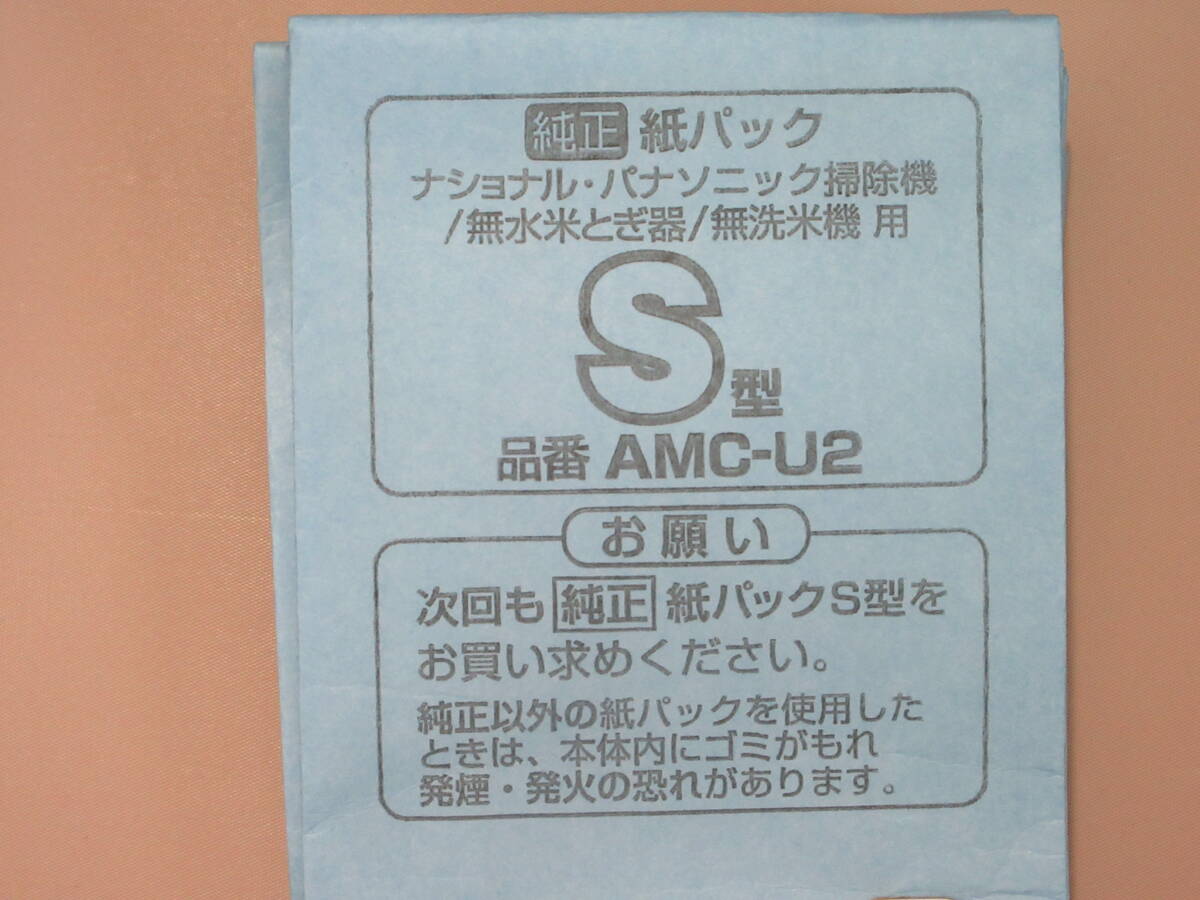 純正 紙パック
ナショナル・パナソニック掃除機
/無水米とぎ器/無洗米機 用
S型
品番 AMC-U2
お願い
次回も 純正 紙パックS型を
お買い求めください。
純正以外の紙パックを使用した
ときは、本体内にゴミがもれ
発煙・発火の恐れがあります。